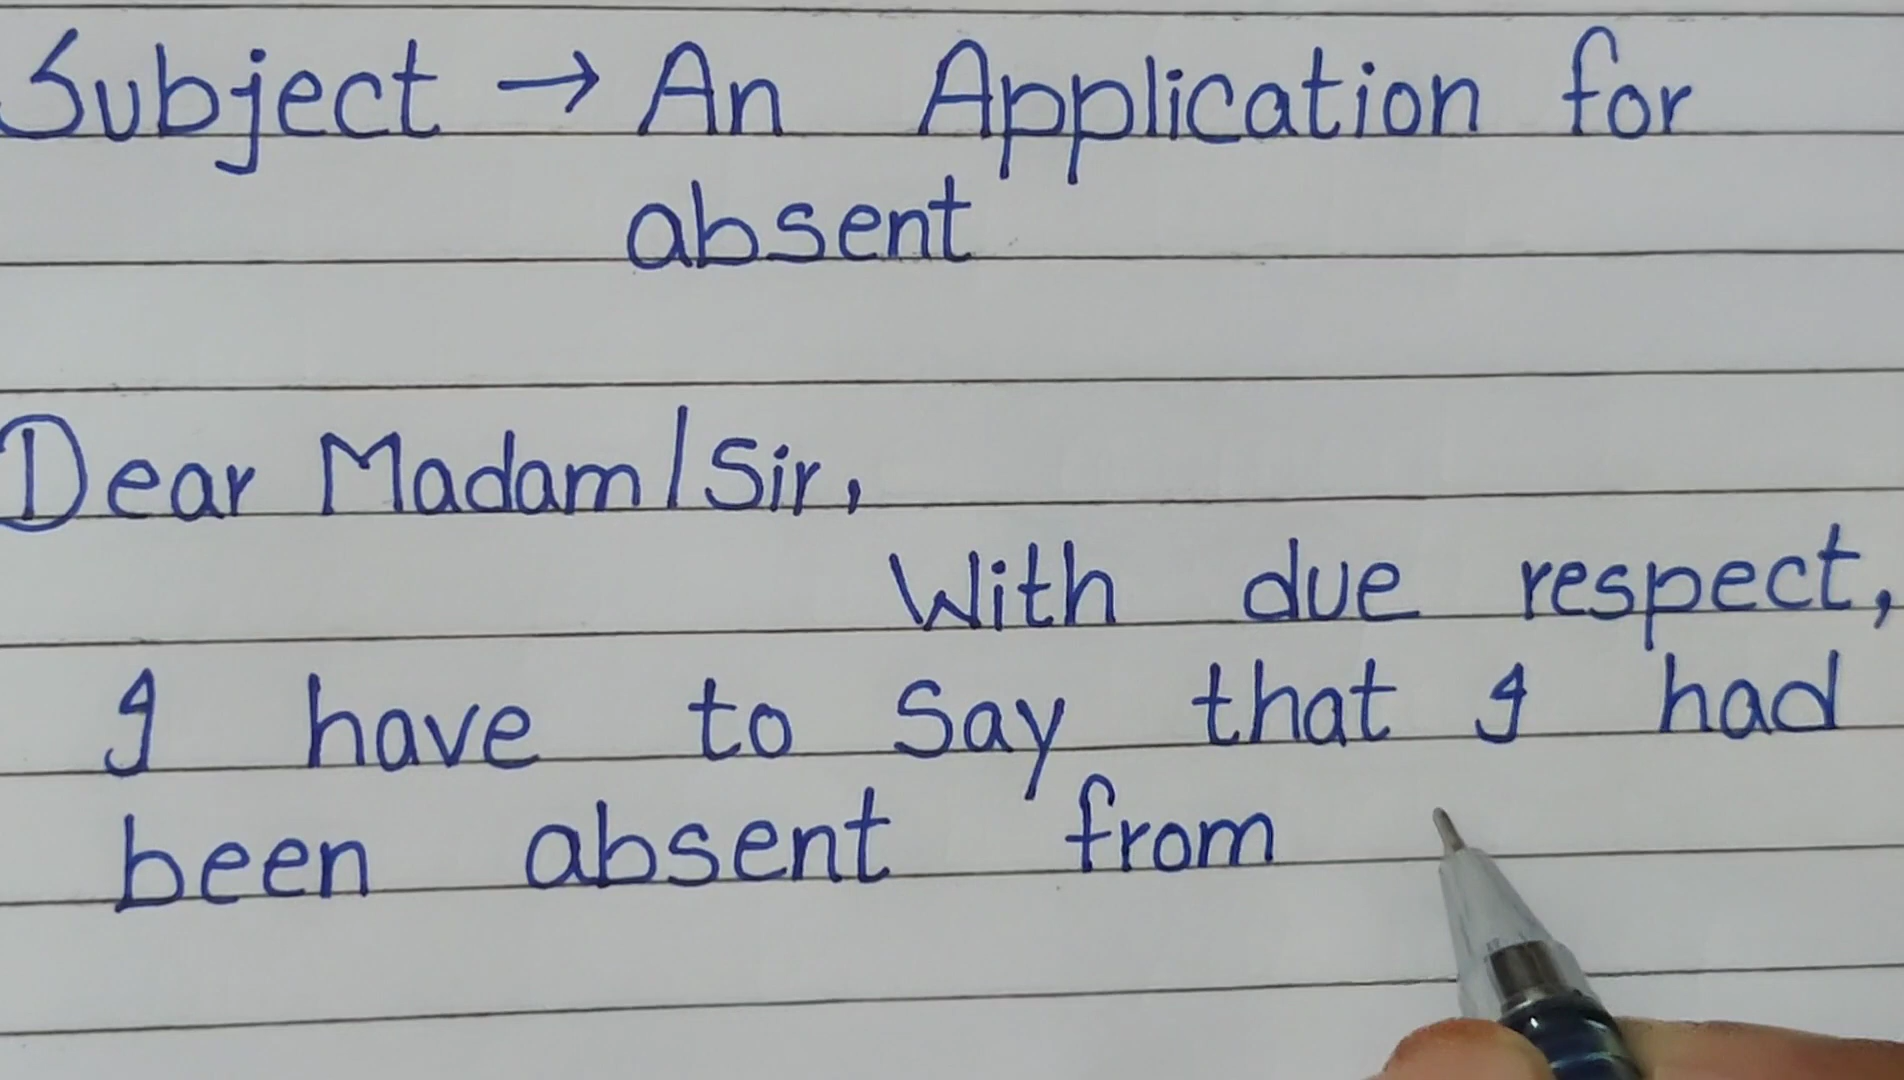 Subject → An Application for
absent
Dear Madam/Sir,
With due respect,
I have to say that I had
been absent from